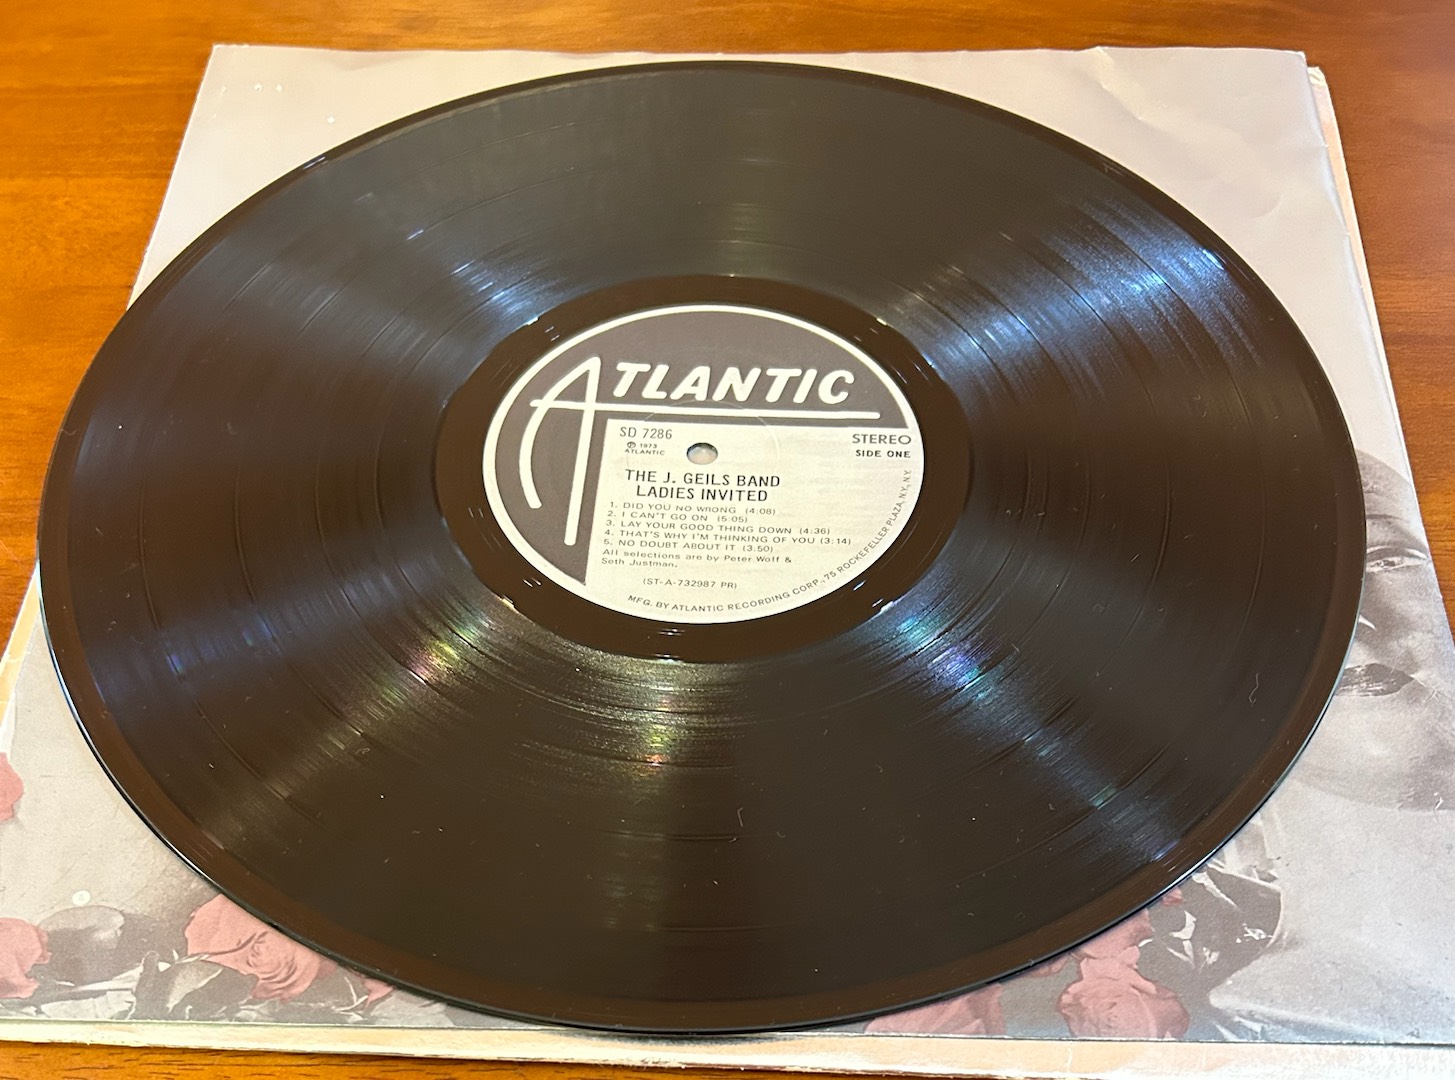 ATLANTIC
SD 7286
℗ 1973
ATLANTIC
STEREO
SIDE ONE
THE J. GEILS BAND
LADIES INVITED
1. DID YOU NO WRONG (4:08)
2. I CAN'T GO ON (5:05)
3. LAY YOUR GOOD THING DOWN (4:36)
4. THAT'S WHY I'M THINKING OF YOU (3:14)
5. NO DOUBT ABOUT IT (3:50)
All selections are by Peter Wolf &
Seth Justman.
(ST-A-732987 PR)
MFG. BY ATLANTIC RECORDING CORP., 75 ROCKEFELLER PLAZA, N.Y., N.Y.